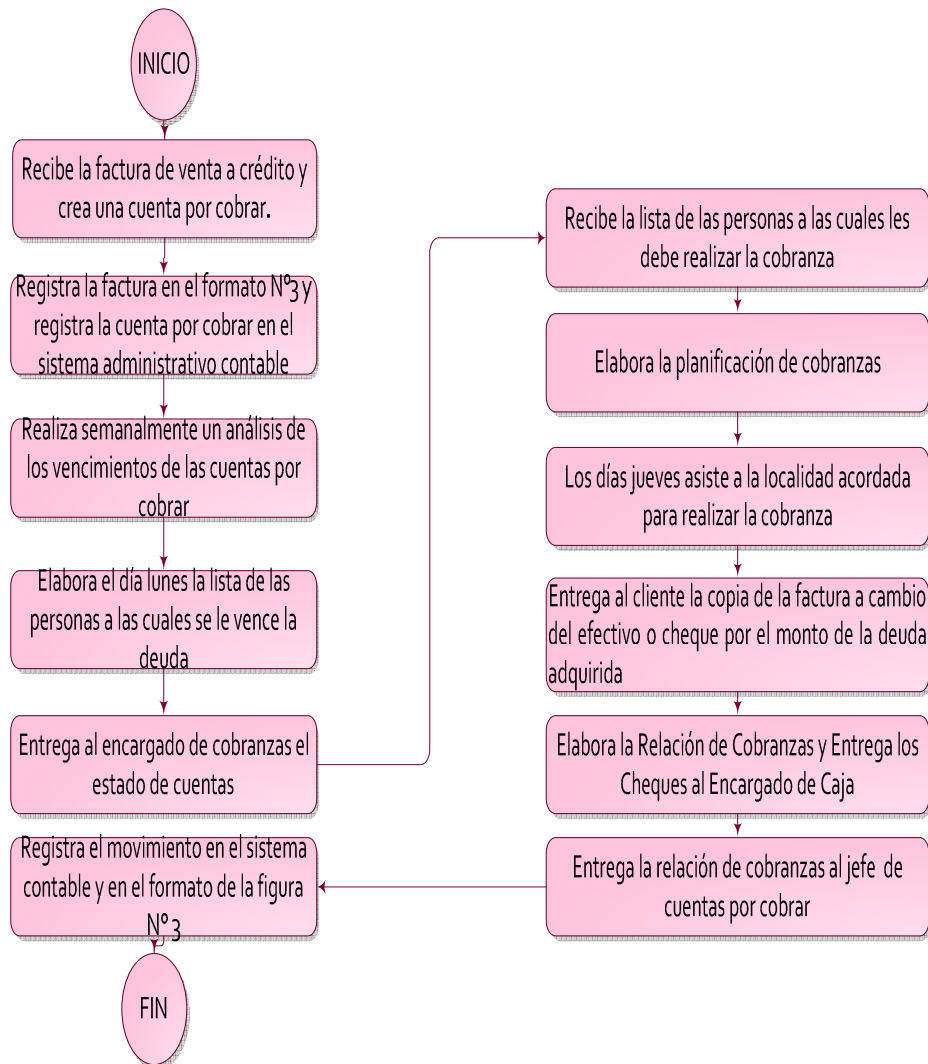 INICIO
Recibe la factura de venta a crédito y
crea una cuenta por cobrar.
Registra la factura en el formato Nº3 y
registra la cuenta por cobrar en el
sistema administrativo contable
Realiza semanalmente un análisis de
los vencimientos de las cuentas por
cobrar
Elabora el día lunes la lista de las
personas a las cuales se le vence la
deuda
Entrega al encargado de cobranzas el
estado de cuentas
Recibe la lista de las personas a las cuales les
debe realizar la cobranza
Elabora la planificación de cobranzas
Los días jueves asiste a la localidad acordada
para realizar la cobranza
Entrega al cliente la copia de la factura a cambio
del efectivo o cheque por el monto de la deuda
adquirida
Elabora la Relación de Cobranzas y Entrega los
Cheques al Encargado de Caja
Entrega la relación de cobranzas al jefe de
cuentas por cobrar
Registra el movimiento en el sistema
contable y en el formato de la figura
Nº 3
FIN